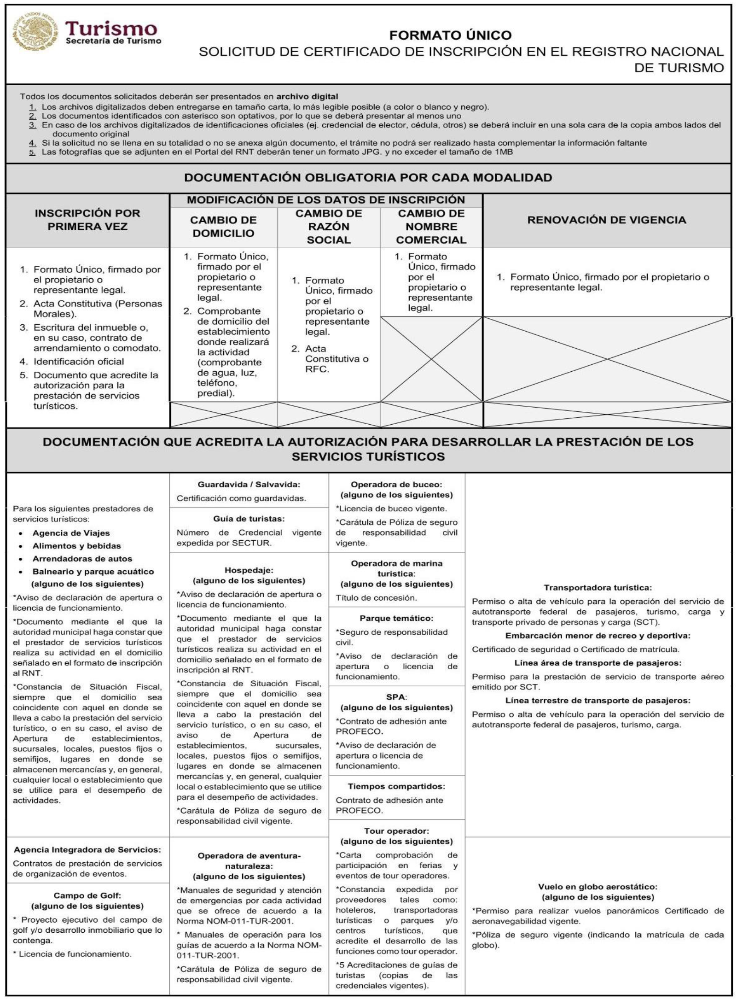 Turismo
Secretaría de Turismo
FORMATO ÚNICO
SOLICITUD DE CERTIFICADO DE INSCRIPCIÓN EN EL REGISTRO NACIONAL
DE TURISMO
Todos los documentos solicitados deberán ser presentados en archivo digital
1. Los archivos digitalizados deben entregarse en tamaño carta, lo más legible posible (a color o blanco y negro).
2. Los documentos identificados con asterisco son optativos, por lo que se deberá presentar al menos uno
3. En caso de los archivos digitalizados de identificaciones oficiales (ej. credencial de elector, cédula, otros) se deberá incluir en una sola cara de la copia ambos lados del
documento original
4. Si la solicitud no se llena en su totalidad o no se anexa algún documento, el trámite no podrá ser realizado hasta complementar la información faltante
5. Las fotografías que se adjunten en el Portal del RNT deberán tener un formato JPG. y no exceder el tamaño de 1MB
DOCUMENTACIÓN OBLIGATORIA POR CADA MODALIDAD
INSCRIPCIÓN POR
PRIMERA VEZ
MODIFICACIÓN DE LOS DATOS DE INSCRIPCIÓN
CAMBIO DE
DOMICILIO
CAMBIO DE
RAZÓN
SOCIAL
CAMBIO DE
NOMBRE
COMERCIAL
RENOVACIÓN DE VIGENCIA
1. Formato Único, firmado por
el propietario o
representante legal.
2. Acta Constitutiva (Personas
Morales).
3. Escritura del inmueble o,
en su caso, contrato de
arrendamiento o comodato.
4. Identificación oficial
5. Documento que acredite la
autorización para la
prestación de servicios
turísticos.
1. Formato Único,
firmado por el
propietario o
representante
legal.
2. Comprobante
de domicilio del
establecimiento
donde realizará
la actividad
(comprobante
de agua, luz,
teléfono,
predial).
1. Formato
Único, firmado
por el
propietario o
representante
legal.
2. Acta
Constitutiva o
RFC.
1. Formato
Único, firmado
por el
propietario o
representante
legal.
1. Formato Único, firmado por el propietario o
representante legal.
DOCUMENTACIÓN QUE ACREDITA LA AUTORIZACIÓN PARA DESARROLLAR LA PRESTACIÓN DE LOS
SERVICIOS TURÍSTICOS
Para los siguientes prestadores de
servicios turísticos:
• Agencia de Viajes
• Alimentos y bebidas
• Arrendadoras de autos
• Balneario y parque acuático
(alguno de los siguientes)
*Aviso de declaración de apertura o
licencia de funcionamiento.
*Documento mediante el que la
autoridad municipal haga constar que
el prestador de servicios turísticos
realiza su actividad en el domicilio
señalado en el formato de inscripción
al RNT.
*Constancia de Situación Fiscal,
siempre que el domicilio sea
coincidente con aquel en donde se
lleva a cabo la prestación del servicio
turístico, o en su caso, el aviso de
Apertura de establecimientos,
sucursales, locales, puestos fijos o
semifijos, lugares en donde se
almacenen mercancías y, en general,
cualquier local o establecimiento que
se utilice para el desempeño de
actividades.
Agencia Integradora de Servicios:
Contratos de prestación de servicios
de organización de eventos.
Campo de Golf:
(alguno de los siguientes)
* Proyecto ejecutivo del campo de
golf y/o desarrollo inmobiliario que lo
contenga.
* Licencia de funcionamiento.
Guardavida / Salvavida:
Certificación como guardavidas.
Guía de turistas:
Número de Credencial vigente
expedida por SECTUR.
Hospedaje:
(alguno de los siguientes)
*Aviso de declaración de apertura o
licencia de funcionamiento.
*Documento mediante el que la
autoridad municipal haga constar
que el prestador de servicios
turísticos realiza su actividad en el
domicilio señalado en el formato de
inscripción al RNT.
*Constancia de Situación Fiscal,
siempre que el domicilio sea
coincidente con aquel en donde se
lleva a cabo la prestación del
servicio turístico, o en su caso, el
aviso de Apertura de
establecimientos, sucursales,
locales, puestos fijos o semifijos,
lugares en donde se almacenen
mercancías y, en general, cualquier
local o establecimiento que se utilice
para el desempeño de actividades.
*Carátula de Póliza de seguro de
responsabilidad civil vigente.
Operadora de aventura-
naturaleza:
(alguno de los siguientes)
*Manuales de seguridad y atención
de emergencias por cada actividad
que se ofrece de acuerdo a la
Norma NOM-011-TUR-2001.
* Manuales de operación para los
guías de acuerdo a la Norma NOM-
011-TUR-2001.
*Carátula de Póliza de seguro de
responsabilidad civil vigente.
Operadora de buceo:
(alguno de los siguientes)
*Licencia de buceo vigente.
*Carátula de Póliza de seguro
de responsabilidad civil
vigente.
Operadora de marina
turística:
(alguno de los siguientes)
Título de concesión.
Parque temático:
*Seguro de responsabilidad
civil.
*Aviso de declaración de
apertura o licencia de
funcionamiento.
SPA:
(alguno de los siguientes)
*Contrato de adhesión ante
PROFECO.
*Aviso de declaración de
apertura o licencia de
funcionamiento.
Tiempos compartidos:
Contrato de adhesión ante
PROFECO.
Tour operador:
(alguno de los siguientes)
*Carta comprobación de
participación en ferias y
eventos de tour operadores.
*Constancia expedida por
proveedores tales como:
hoteleros, transportadoras
turísticas o parques y/o
centros turísticos, que
acredite el desarrollo de las
funciones como tour operador.
*5 Acreditaciones de guías de
turistas (copias de las
credenciales vigentes).
Transportadora turística:
Permiso o alta de vehículo para la operación del servicio de
autotransporte federal de pasajeros, turismo, carga y
transporte privado de personas y carga (SCT).
Embarcación menor de recreo y deportiva:
Certificado de seguridad o Certificado de matrícula.
Línea área de transporte de pasajeros:
Permiso para la prestación de servicio de transporte aéreo
emitido por SCT.
Línea terrestre de transporte de pasajeros:
Permiso o alta de vehículo para la operación del servicio de
autotransporte federal de pasajeros, turismo, carga.
Vuelo en globo aerostático:
(alguno de los siguientes)
*Permiso para realizar vuelos panorámicos Certificado de
aeronavegabilidad vigente.
*Póliza de seguro vigente (indicando la matrícula de cada
globo).